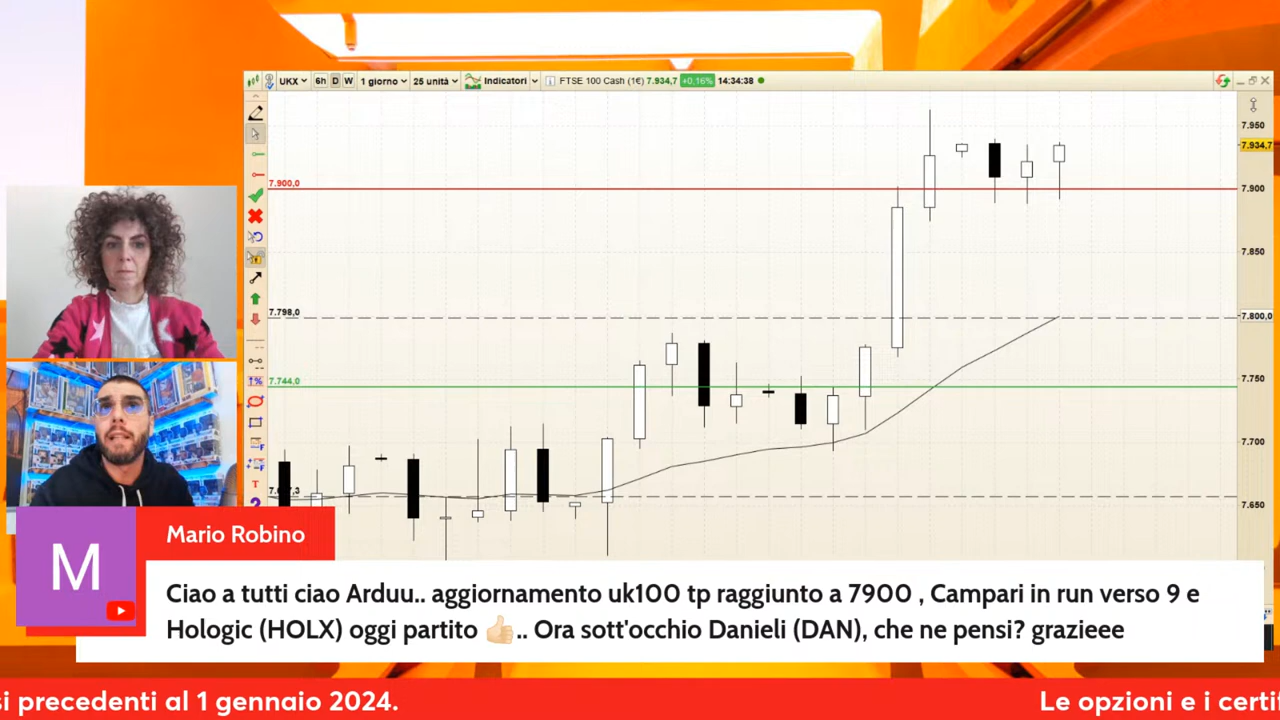 UKX 6h D W 1 giorno 25 unità Indicatori FTSE 100 Cash (1€) 7.934,7 +0,16% 14:34:38
7.950
7.934,7
7.900,0
7.900
7.850
7.798,0
7.800,0
7.750
7.744,0
7.700
7.650
Mario Robino
M
Ciao a tutti ciao Arduu.. aggiornamento uk100 tp raggiunto a 7900 , Campari in run verso 9 e
Hologic (HOLX) oggi partito 👍🏻.. Ora sott'occhio Danieli (DAN), che ne pensi? grazieee
si precedenti al 1 gennaio 2024.
Le opzioni e i certif